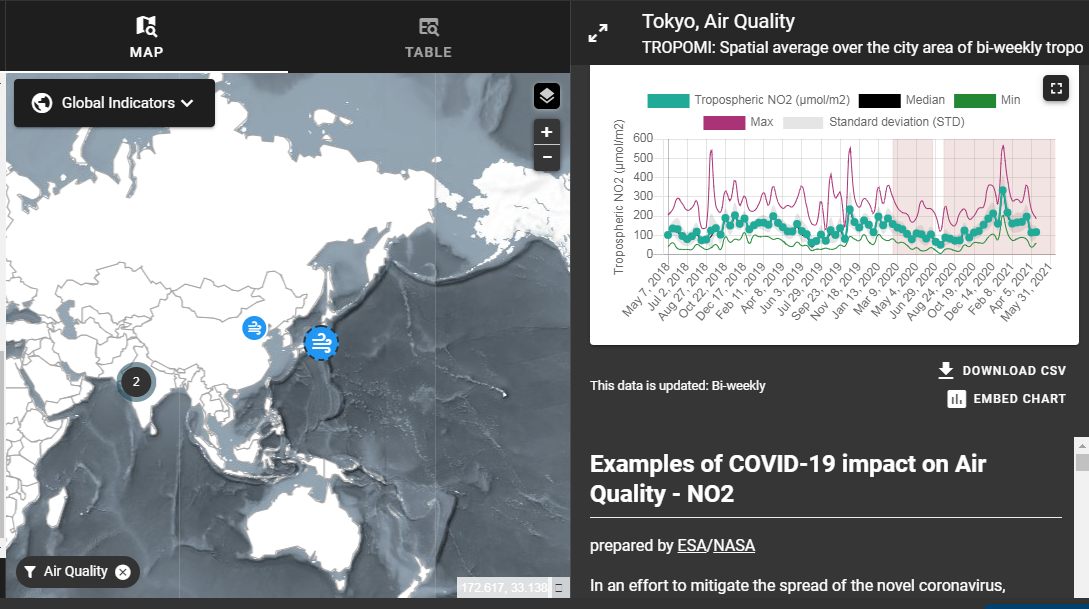 MAP
TABLE
Global Indicators
+
−
2
Air Quality
172.617, 33.138
Tokyo, Air Quality
TROPOMI: Spatial average over the city area of bi-weekly tropo
Tropospheric NO2 (μmol/m2) Median Min
Max Standard deviation (STD)
Tropospheric NO2 (μmol/m2)
600
500
400
300
200
100
0
May 7, 2018
Jul 2, 2018
Aug 27, 2018
Oct 22, 2018
Dec 17, 2018
Feb 11, 2019
Apr 8, 2019
Jun 3, 2019
Jul 29, 2019
Sep 23, 2019
Nov 18, 2019
Jan 13, 2020
Mar 9, 2020
May 4, 2020
Jun 29, 2020
Aug 24, 2020
Oct 19, 2020
Dec 14, 2020
Feb 8, 2021
Apr 5, 2021
May 31, 2021
This data is updated: Bi-weekly
DOWNLOAD CSV
EMBED CHART
Examples of COVID-19 impact on Air
Quality - NO2
prepared by ESA/NASA
In an effort to mitigate the spread of the novel coronavirus,